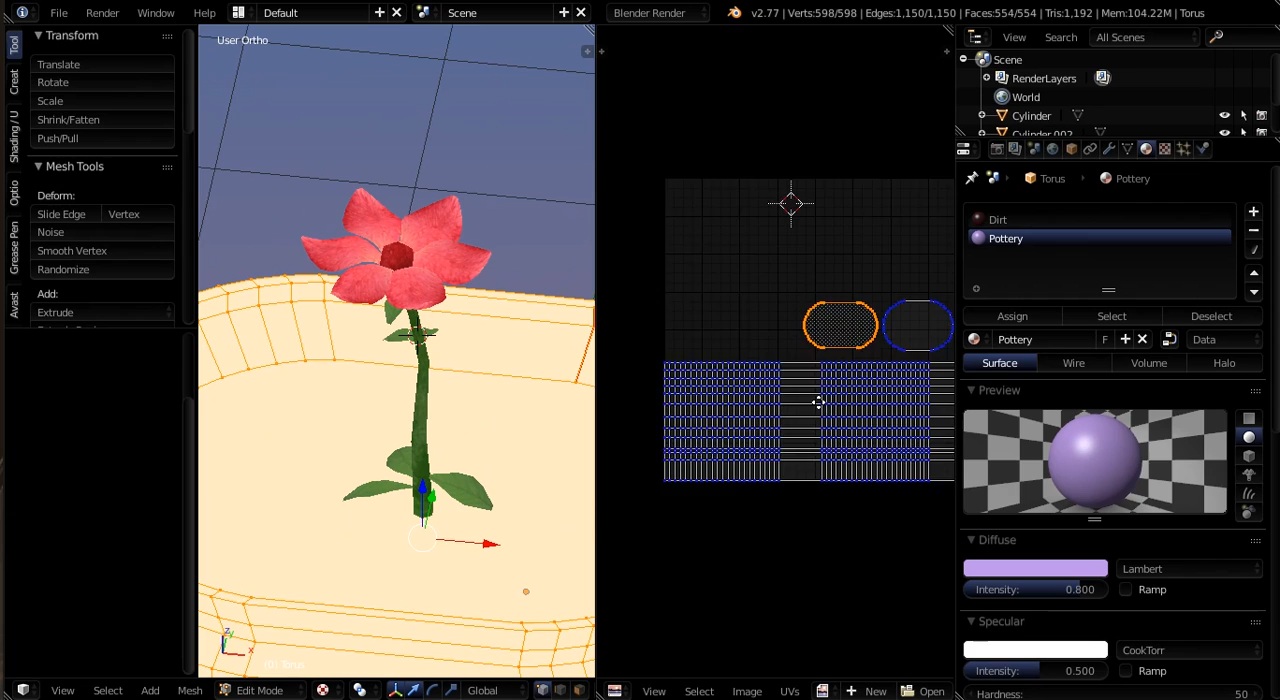 File Render Window Help Default Scene Blender Render v2.77 | Verts:598/598 | Edges:1,150/1,150 | Faces:554/554 | Tris:1,192 | Mem:104.22M | Torus
Tool
Creat
Shading / U
Optio
Grease Pen
Avast
Transform
Translate
Rotate
Scale
Shrink/Fatten
Push/Pull
Mesh Tools
Deform:
Slide Edge Vertex
Noise
Smooth Vertex
Randomize
Add:
Extrude
User Ortho
z
y
x
(0) Torus
View Select Add Mesh Edit Mode Global
View Select Image UVs New Open
View Search All Scenes
Scene
RenderLayers
World
Cylinder
Cylinder.002
Torus Pottery
Dirt
Pottery
Assign Select Deselect
Pottery F Data
Surface Wire Volume Halo
Preview
Diffuse
Lambert
Intensity: 0.800 Ramp
Specular
CookTorr
Intensity: 0.500 Ramp
Hardness: 50